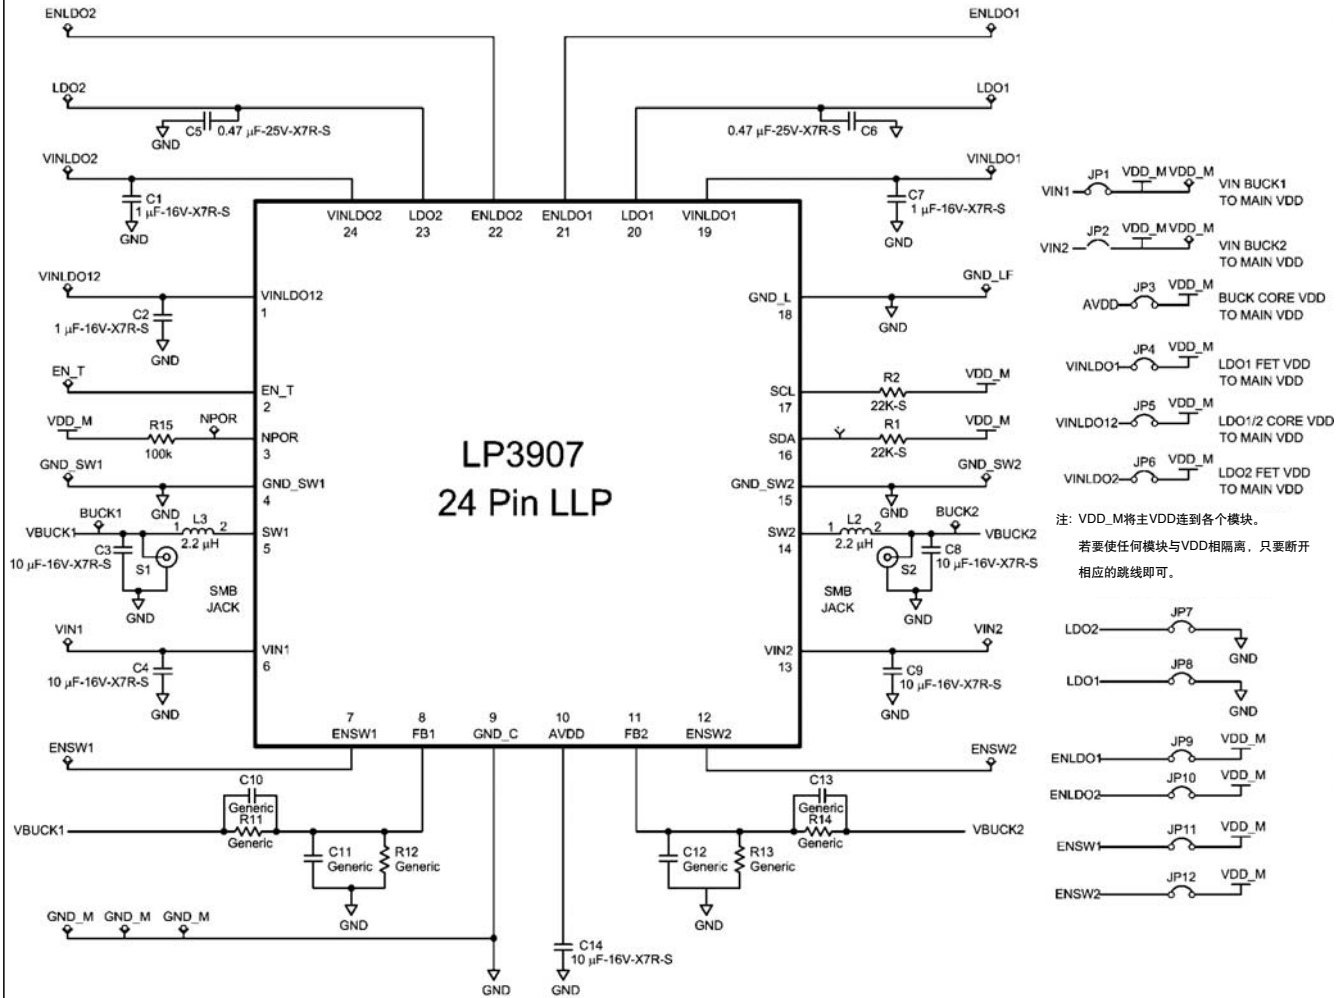 ENLDO2
ENLDO1
LDO2
LDO1
C5 0.47 μF-25V-X7R-S
GND
0.47 μF-25V-X7R-S C6
VINLDO2
VINLDO1
C1
1 μF-16V-X7R-S
GND
C7
1 μF-16V-X7R-S
GND
VINLDO2 LDO2 ENLDO2 ENLDO1 LDO1 VINLDO1
24 23 22 21 20 19
VINLDO12
VINLDO12
1
C2
1 μF-16V-X7R-S
GND
EN_T
EN_T
2
VDD_M R15 NPOR
100k
NPOR
3
GND_SW1
GND_SW1
4
GND
BUCK1
VBUCK1
1 L3 2
2.2 μH
SW1
5
C3
10 μF-16V-X7R-S
S1
GND
SMB
JACK
VIN1
VIN1
6
C4
10 μF-16V-X7R-S
GND
LP3907
24 Pin LLP
GND_LF
GND_L
18
GND
SCL
17
R2
22K-S
VDD_M
SDA
16
R1
22K-S
VDD_M
GND_SW2
GND_SW2
15
GND
SW2
14
1 L2 2
2.2 μH
BUCK2
VBUCK2
S2
C8
10 μF-16V-X7R-S
GND
SMB
JACK
VIN2
VIN2
13
C9
10 μF-16V-X7R-S
GND
7 8 9 10 11 12
ENSW1 FB1 GND_C AVDD FB2 ENSW2
ENSW1
ENSW2
C10
Generic
R11
Generic
VBUCK1
C11
Generic
R12
Generic
GND
C13
Generic
R14
Generic
VBUCK2
C12
Generic
R13
Generic
GND
GND_M GND_M GND_M
GND
C14
10 μF-16V-X7R-S
GND
VIN1 JP1 VDD_M VDD_M VIN BUCK1
TO MAIN VDD
VIN2 JP2 VDD_M VDD_M VIN BUCK2
TO MAIN VDD
AVDD JP3 VDD_M BUCK CORE VDD
TO MAIN VDD
VINLDO1 JP4 VDD_M LDO1 FET VDD
TO MAIN VDD
VINLDO12 JP5 VDD_M LDO1/2 CORE VDD
TO MAIN VDD
VINLDO2 JP6 VDD_M LDO2 FET VDD
TO MAIN VDD
注: VDD_M将主VDD连到各个模块。
若要使任何模块与VDD相隔离，只要断开
相应的跳线即可。
LDO2 JP7
GND
LDO1 JP8
GND
ENLDO1 JP9 VDD_M
ENLDO2 JP10 VDD_M
ENSW1 JP11 VDD_M
ENSW2 JP12 VDD_M